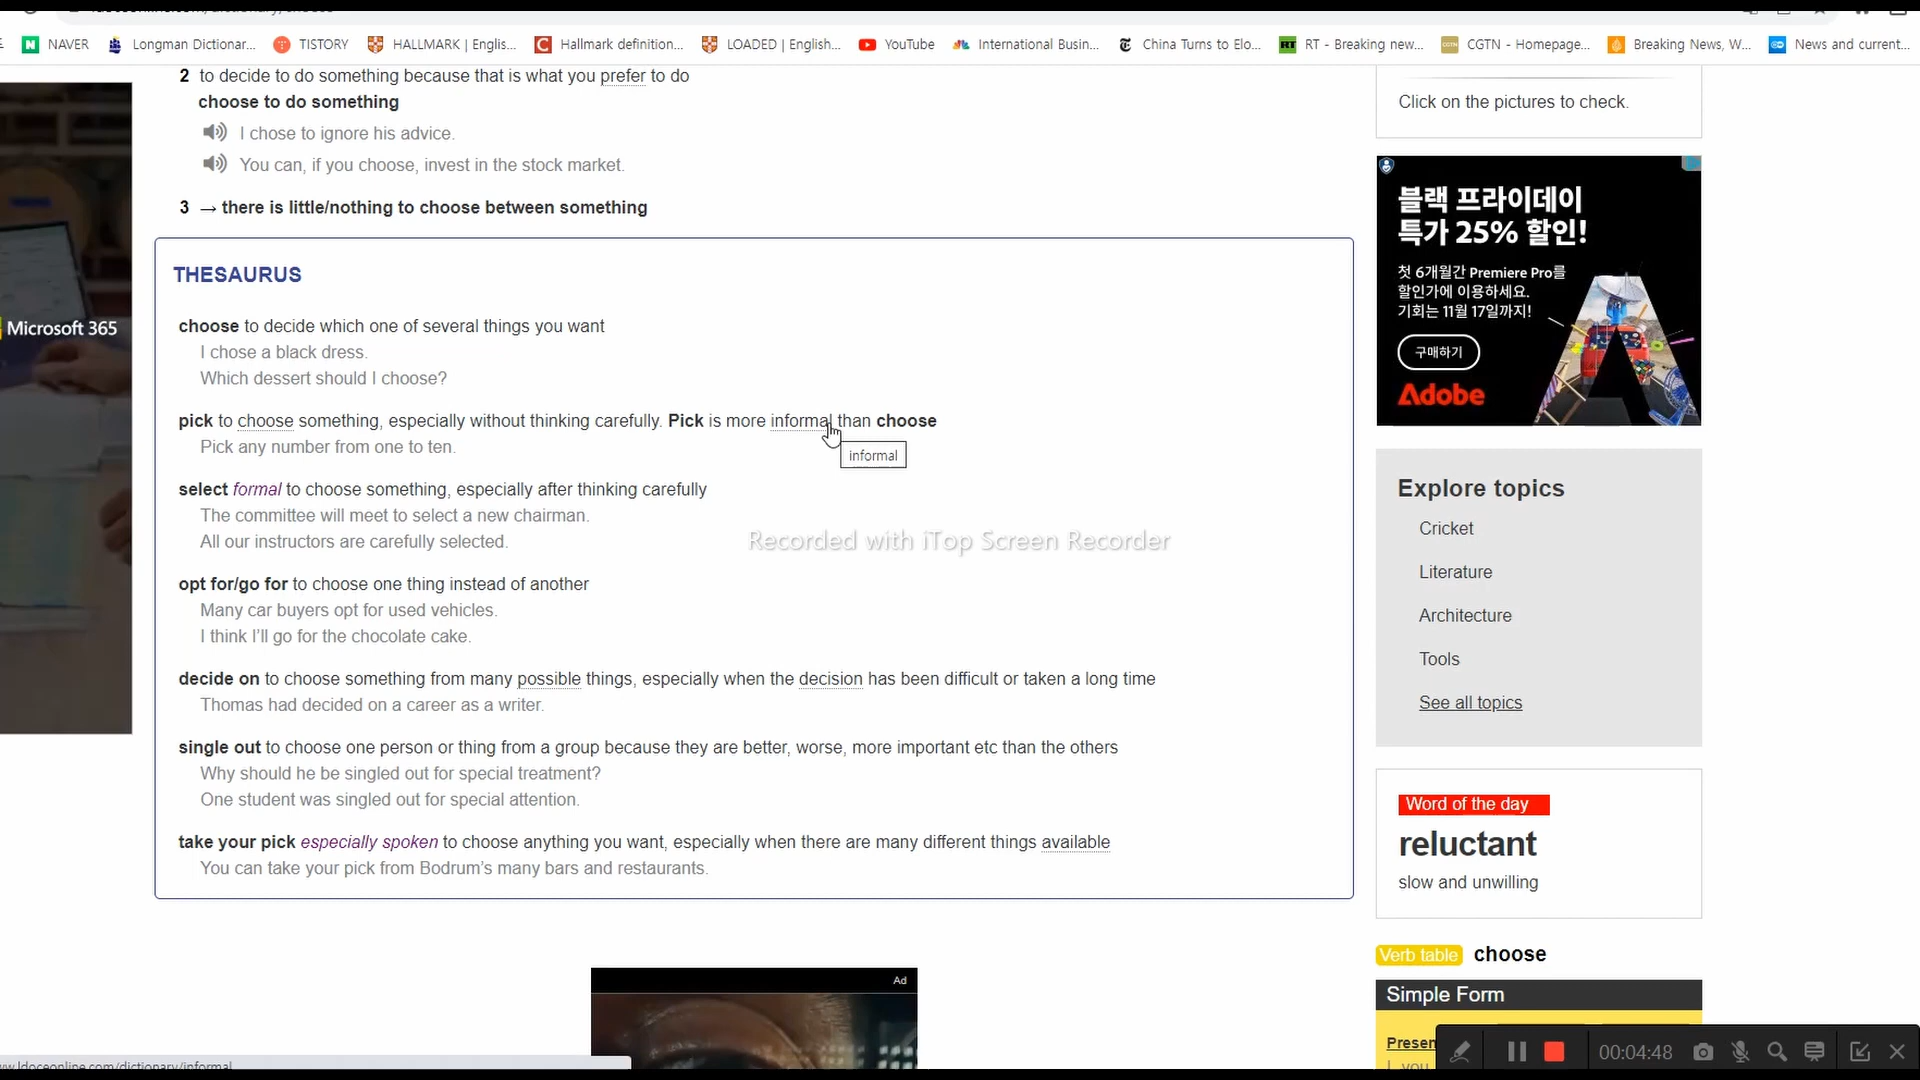 NAVER
Longman Dictionar...
TISTORY
HALLMARK | Englis...
Hallmark definition...
LOADED | English...
YouTube
International Busin...
China Turns to Elo...
RT - Breaking new...
CGTN - Homepage...
Breaking News, W...
News and current...
2 to decide to do something because that is what you prefer to do
choose to do something
I chose to ignore his advice.
You can, if you choose, invest in the stock market.
3 → there is little/nothing to choose between something
THESAURUS
choose to decide which one of several things you want
I chose a black dress.
Which dessert should I choose?
pick to choose something, especially without thinking carefully. Pick is more informal than choose
Pick any number from one to ten.
informal
select formal to choose something, especially after thinking carefully
The committee will meet to select a new chairman.
All our instructors are carefully selected.
opt for/go for to choose one thing instead of another
Many car buyers opt for used vehicles.
I think I'll go for the chocolate cake.
decide on to choose something from many possible things, especially when the decision has been difficult or taken a long time
Thomas had decided on a career as a writer.
single out to choose one person or thing from a group because they are better, worse, more important etc than the others
Why should he be singled out for special treatment?
One student was singled out for special attention.
take your pick especially spoken to choose anything you want, especially when there are many different things available
You can take your pick from Bodrum's many bars and restaurants.
Microsoft 365
Recorded with iTop Screen Recorder
Ad
Click on the pictures to check.
블랙 프라이데이
특가 25% 할인!
첫 6개월간 Premiere Pro를
할인가에 이용하세요.
기회는 11월 17일까지!
구매하기
Adobe
Explore topics
Cricket
Literature
Architecture
Tools
See all topics
Word of the day
reluctant
slow and unwilling
Verb table choose
Simple Form
Presen
00:04:48